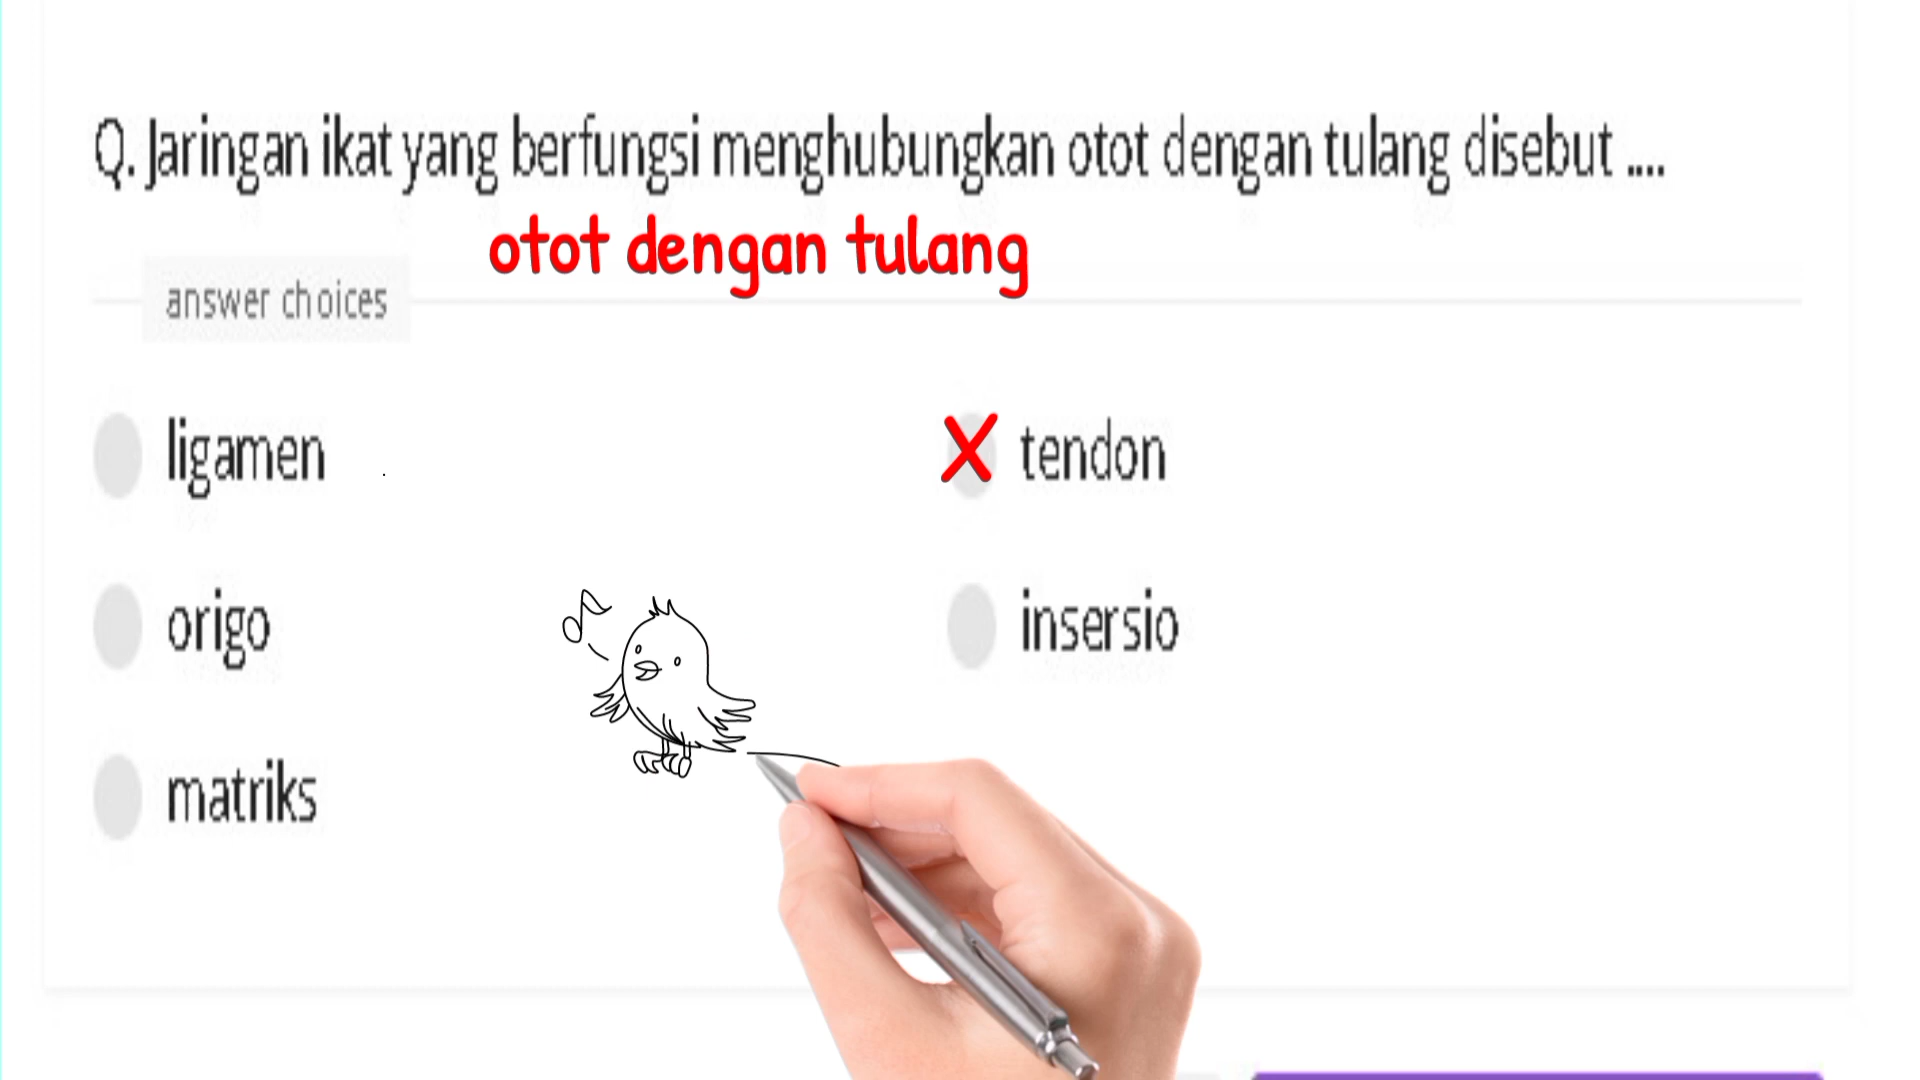 Q. Jaringan ikat yang berfungsi menghubungkan otot dengan tulang disebut ....
otot dengan tulang
answer choices
ligamen
X tendon
origo
insersio
matriks